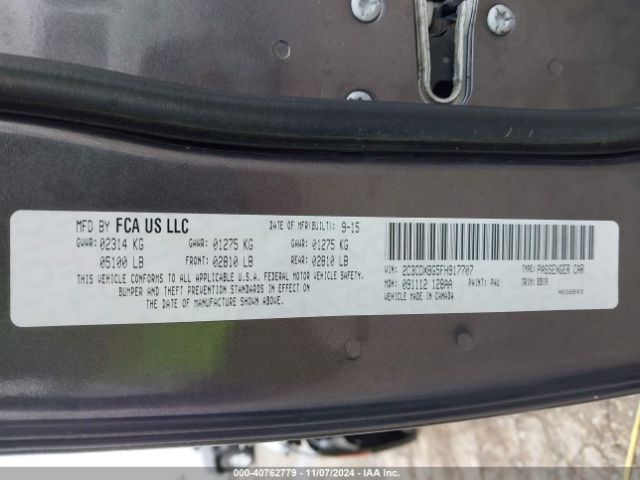 MFD BY FCA US LLC
DATE OF MFR(BUILT): 9-15
GVWR: 02314 KG GAWR: 01275 KG GAWR: 01275 KG
05100 LB FRONT: 02810 LB REAR: 02810 LB
THIS VEHICLE CONFORMS TO ALL APPLICABLE U.S.A. FEDERAL MOTOR VEHICLE SAFETY,
BUMPER AND THEFT PREVENTION STANDARDS IN EFFECT ON
THE DATE OF MANUFACTURE SHOWN ABOVE.
VIN: 2C3CDXBG5FH917707 TYPE: PASSENGER CAR
MDH: 091112 128AA PAINT: PAU TRIM: BBX9
VEHICLE MADE IN CANADA
000-40762779 - 11/07/2024 - IAA Inc.